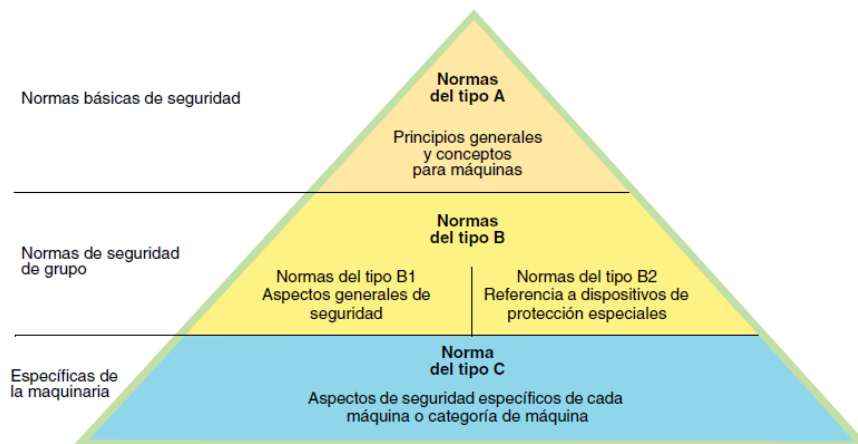 Normas básicas de seguridad
Normas
del tipo A
Principios generales
y conceptos
para máquinas
Normas de seguridad
de grupo
Normas
del tipo B
Normas del tipo B1
Aspectos generales de
seguridad
Normas del tipo B2
Referencia a dispositivos de
protección especiales
Específicas de
la maquinaria
Norma
del tipo C
Aspectos de seguridad específicos de cada
máquina o categoría de máquina